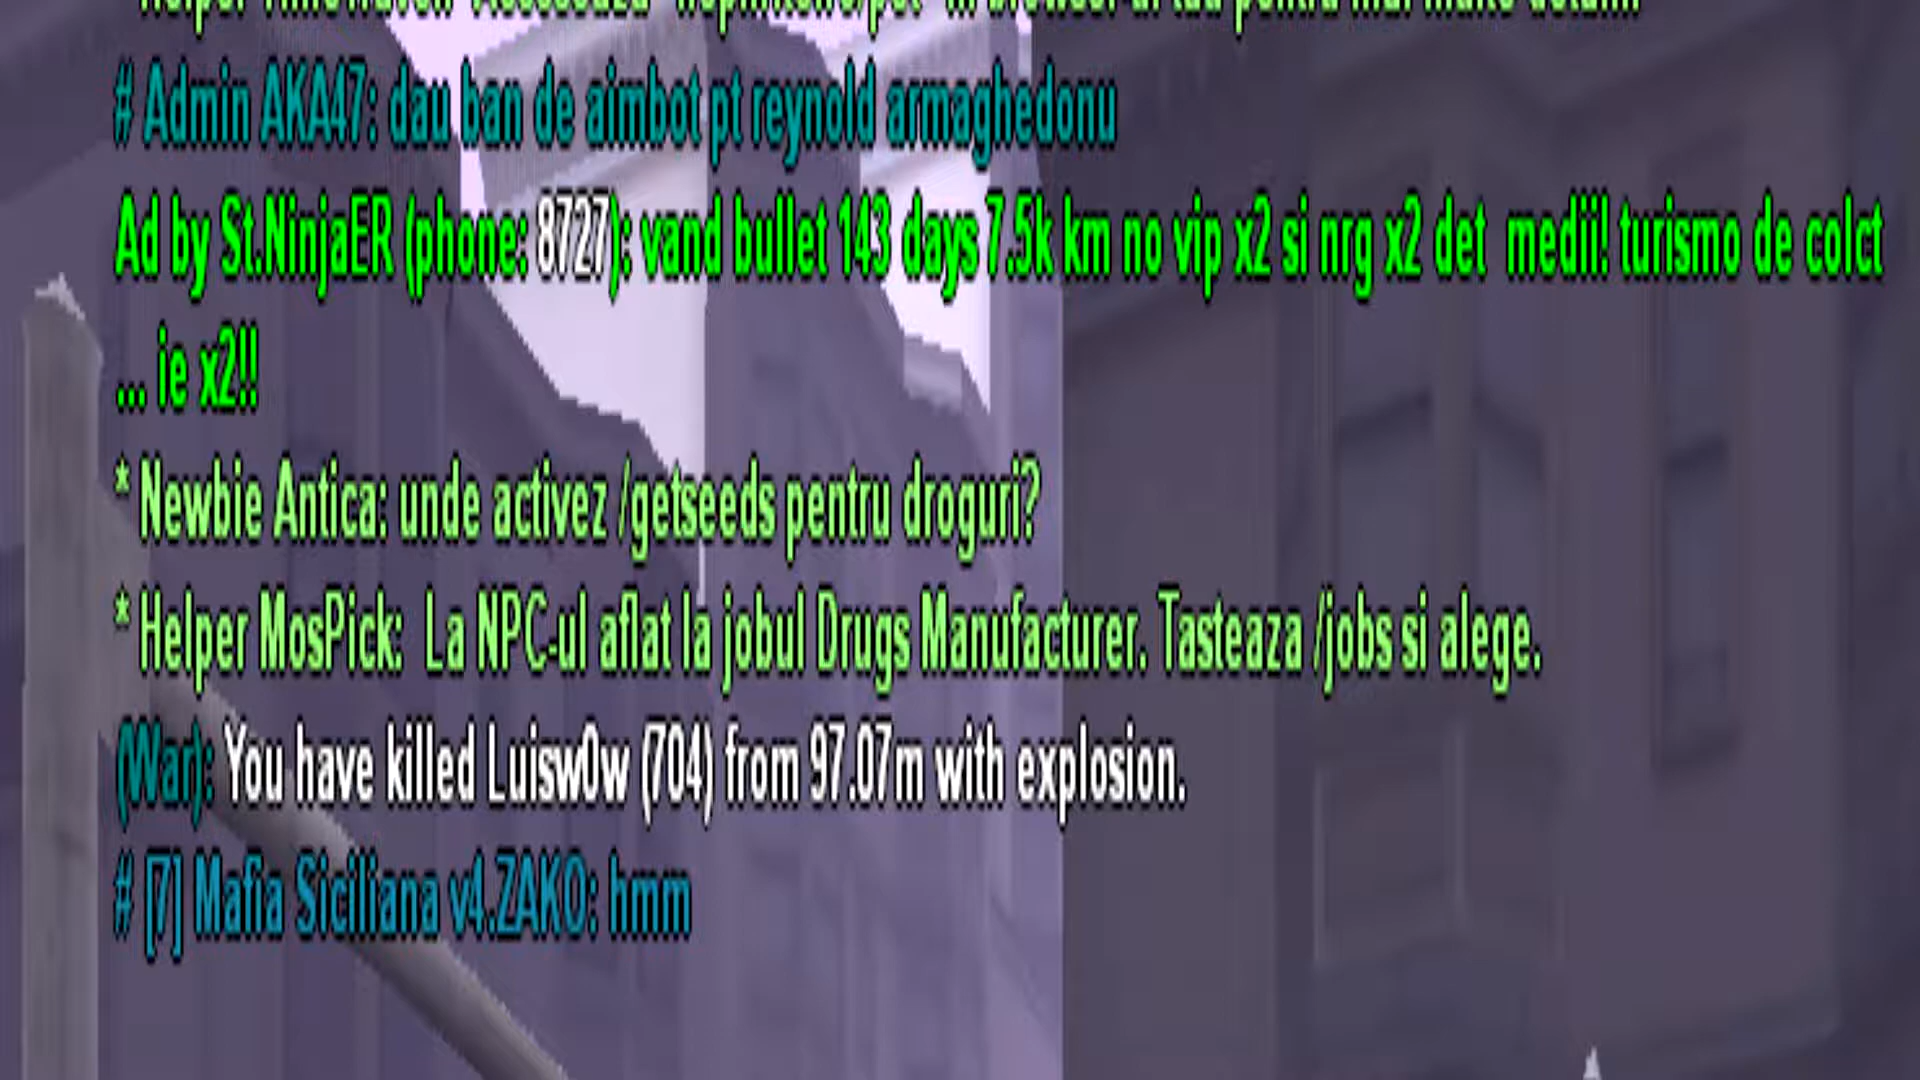 in browser
# Admin AKA47: dau ban de aimbot pt reynold armaghedonu
Ad by St.NinjaER (phone: 8727): vand bullet 143 days 7.5k km no vip x2 si nrg x2 det medii! turismo de colct
... ie x2!!
* Newbie Antica: unde activez /getseeds pentru droguri?
* Helper MosPick: La NPC-ul aflat la jobul Drugs Manufacturer. Tasteaza /jobs si alege.
(War): You have killed Luisw0w (704) from 97.07m with explosion.
# [7] Mafia Siciliana v4.ZAKO: hmm